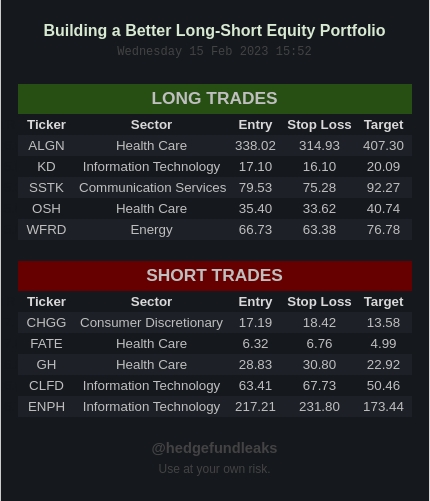 Building a Better Long-Short Equity Portfolio
Wednesday 15 Feb 2023 15:52
LONG TRADES
Ticker Sector Entry Stop Loss Target
ALGN Health Care 338.02 314.93 407.30
KD Information Technology 17.10 16.10 20.09
SSTK Communication Services 79.53 75.28 92.27
OSH Health Care 35.40 33.62 40.74
WFRD Energy 66.73 63.38 76.78
SHORT TRADES
Ticker Sector Entry Stop Loss Target
CHGG Consumer Discretionary 17.19 18.42 13.58
FATE Health Care 6.32 6.76 4.99
GH Health Care 28.83 30.80 22.92
CLFD Information Technology 63.41 67.73 50.46
ENPH Information Technology 217.21 231.80 173.44
@hedgefundleaks
Use at your own risk.